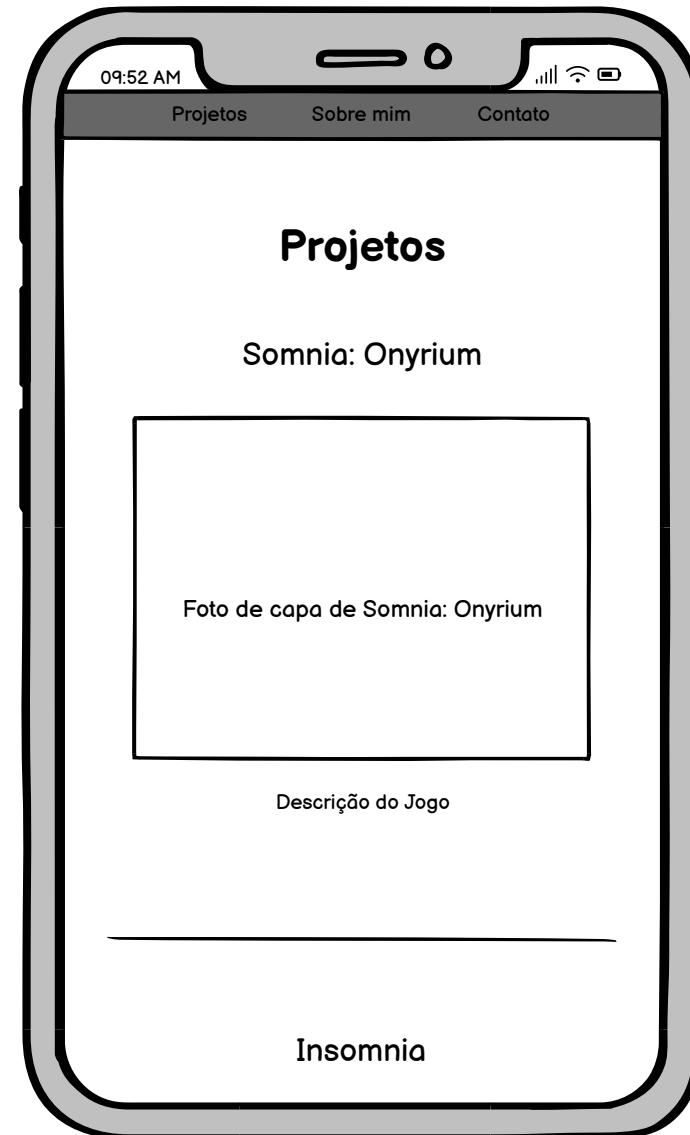 09:52 AM
Projetos Sobre mim Contato
Projetos
Somnia: Onyrium
Foto de capa de Somnia: Onyrium
Descrição do Jogo
Insomnia